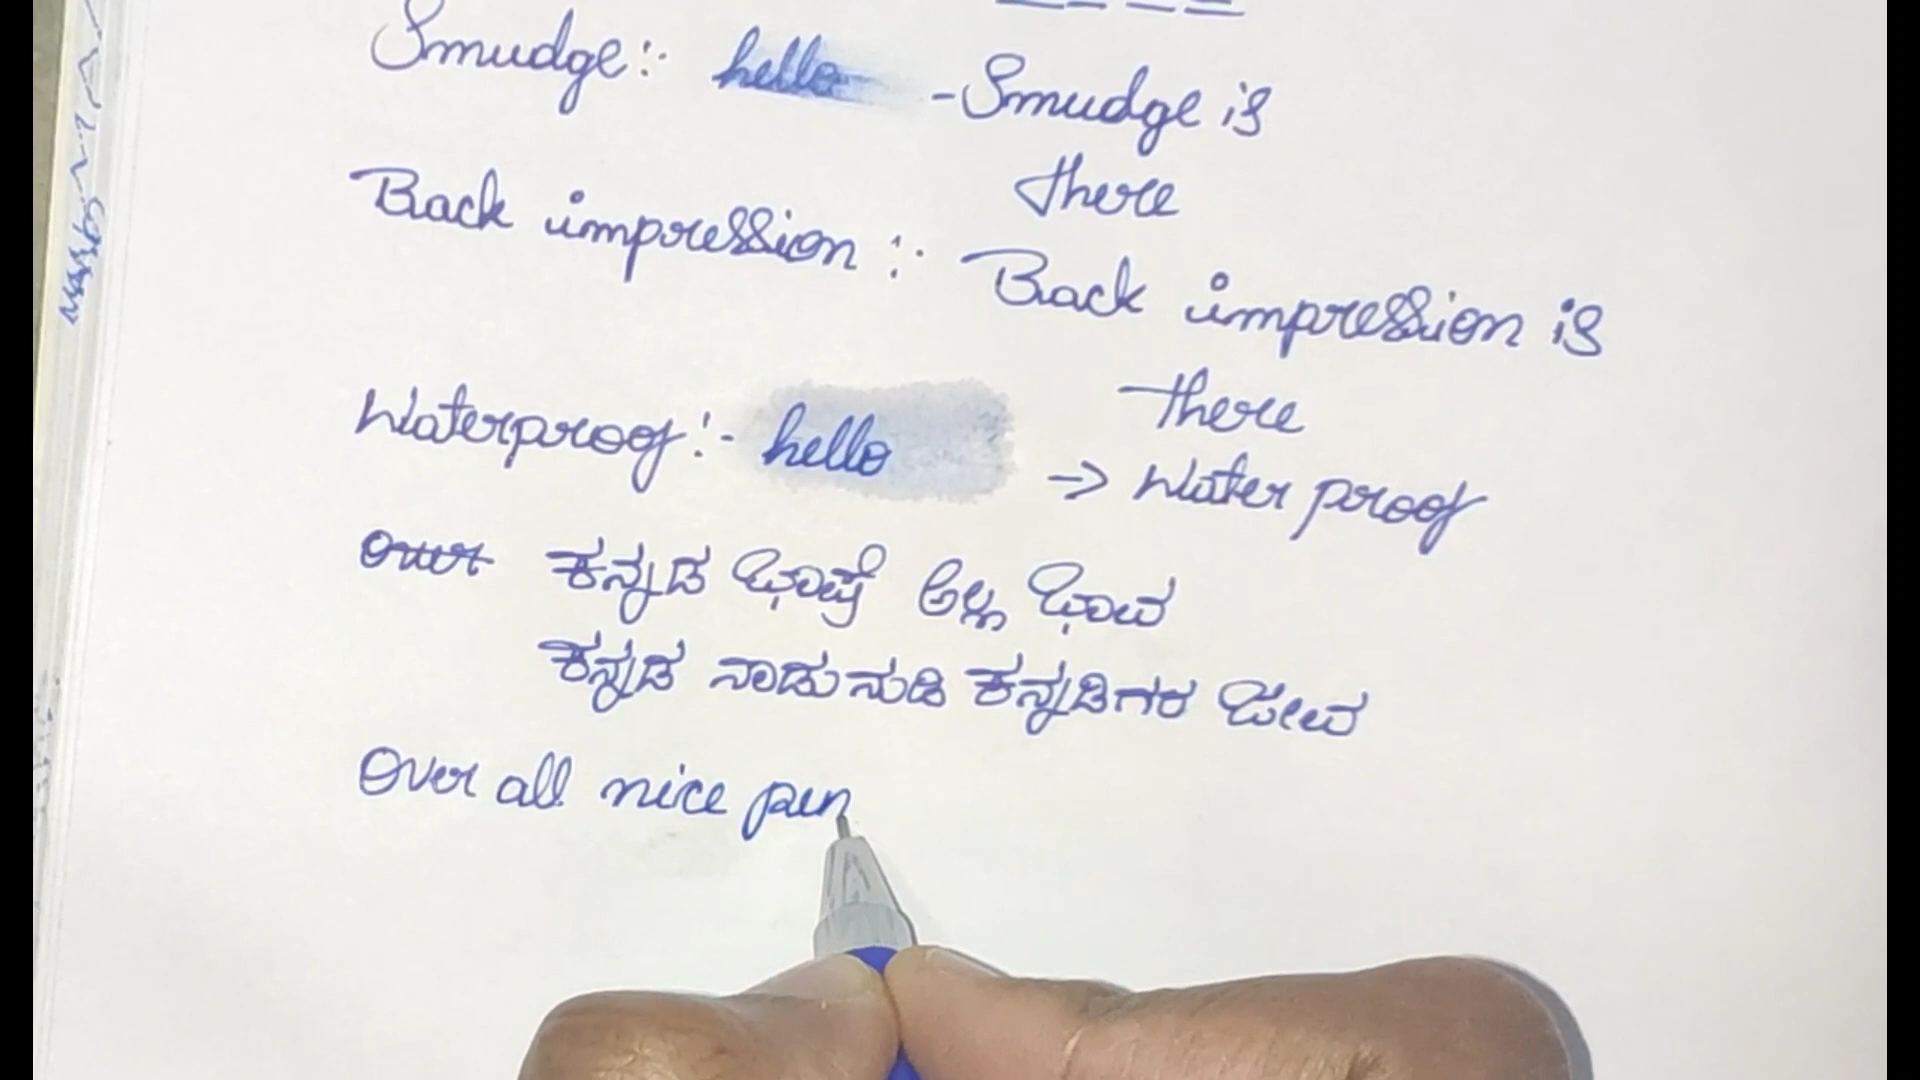 Smudge:- hello -Smudge is
there
Back impression :- Back impression is
there
Waterproof:- hello → Water proof
ಕನ್ನಡ ಭಾಷೆ ಅಲ್ಲ ಭಾವ
ಕನ್ನಡ ನಾಡುನುಡಿ ಕನ್ನಡಿಗರ ಜೀವ
Over all nice pen